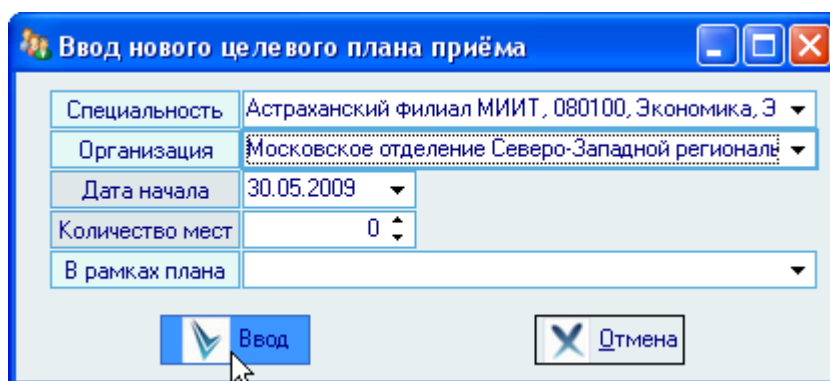 Ввод нового целевого плана приёма
Специальность Астраханский филиал МИИТ, 080100, Экономика, Э
Организация Московское отделение Северо-Западной региональ
Дата начала 30.05.2009
Количество мест 0
В рамках плана
Ввод Отмена